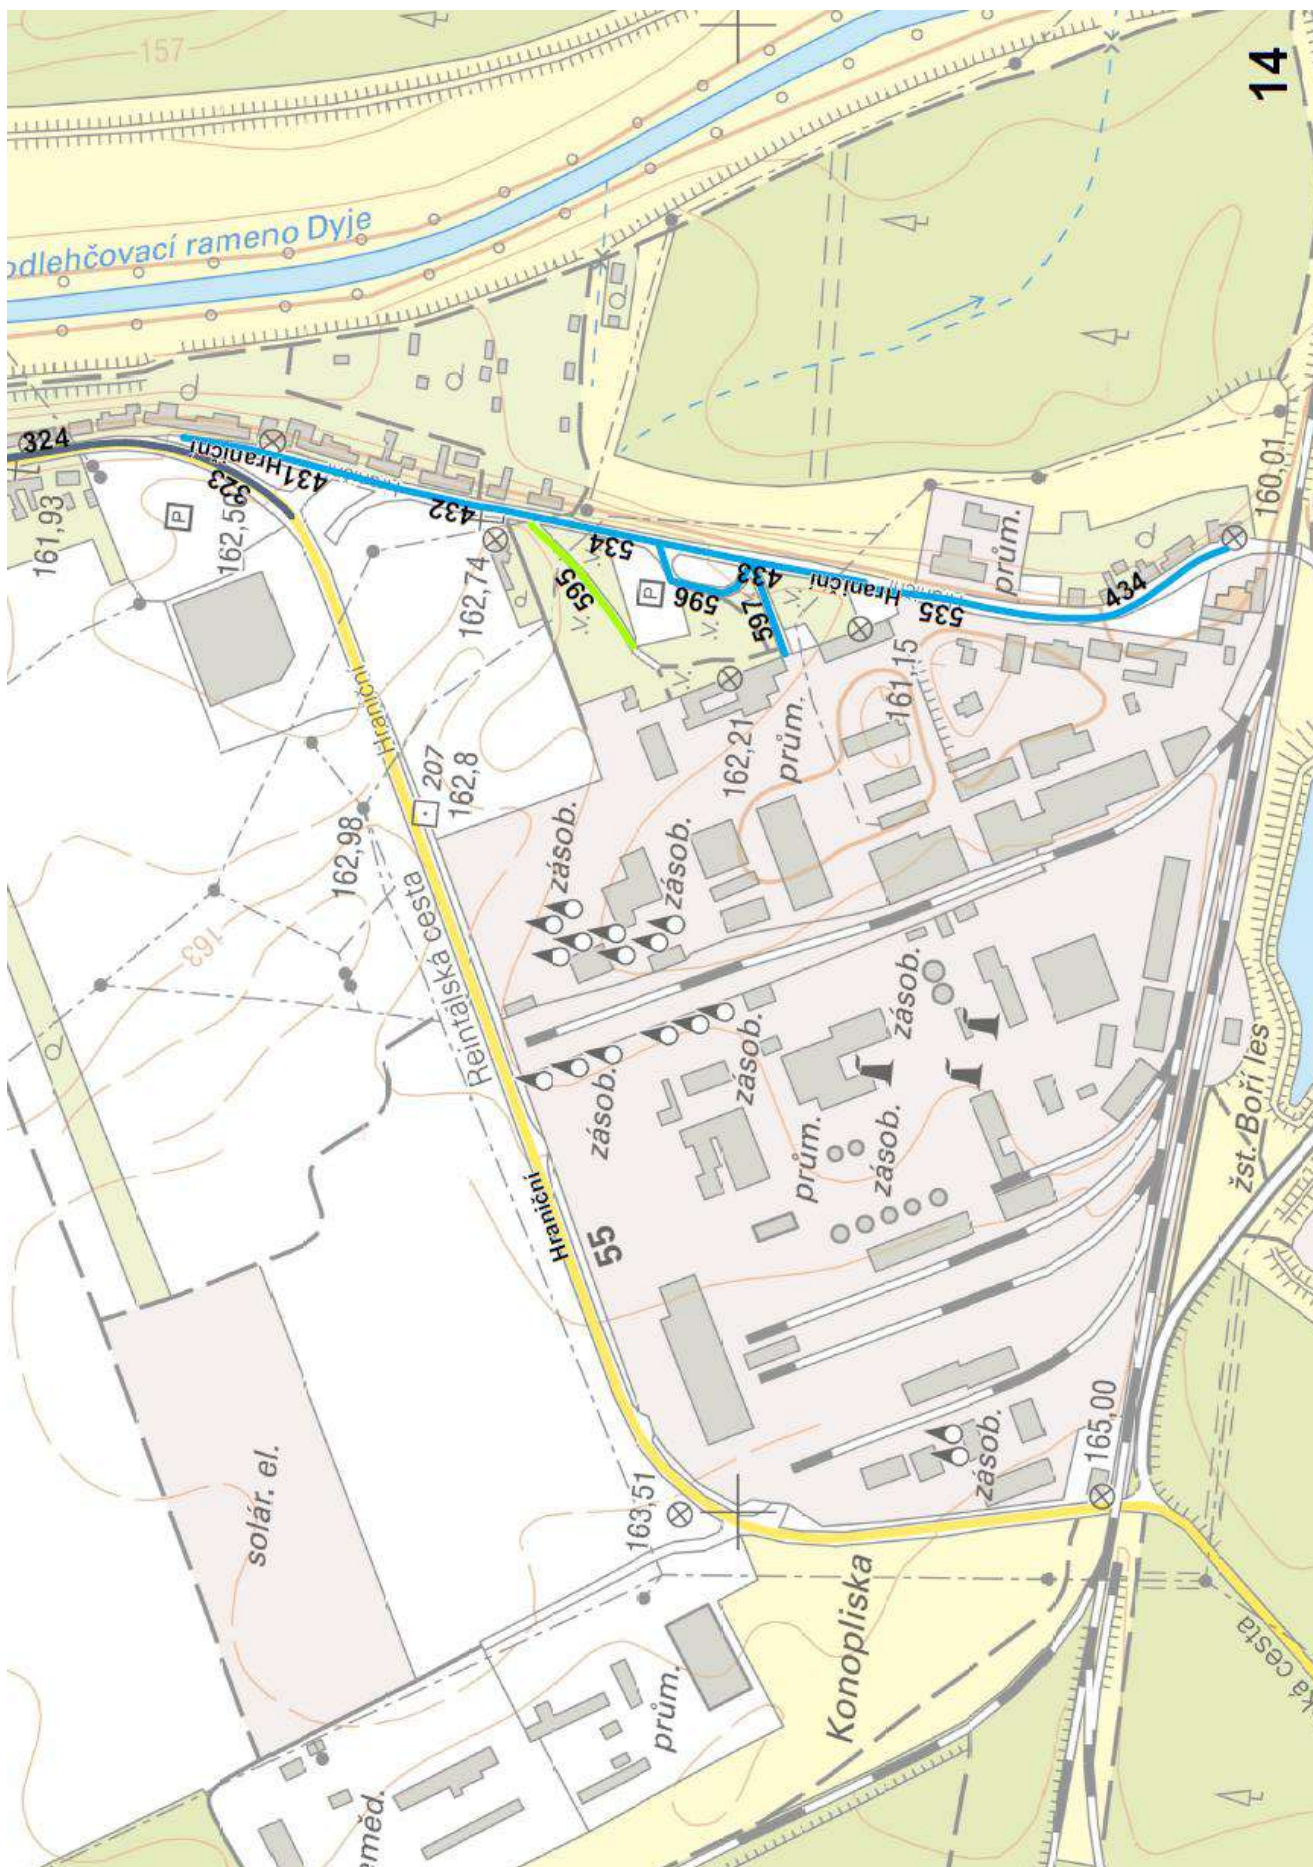 14
157
odlehčovací rameno Dyje
324
323
431
Hraniční
161,93
162,5
P
432
162,74
534
595
P
596
433
597
Hraniční
535
434
prům.
160,01
Hraniční
207
162,8
162,98
163
Reintálská cesta
162,21
prům.
161,15
zásob.
zásob.
zásob.
zásob.
zásob.
prům.
zásob.
Hraniční
55
žst. Boří les
solár. el.
163,51
zásob.
165,00
Konopliska
prům.
eměd.
ká cesta